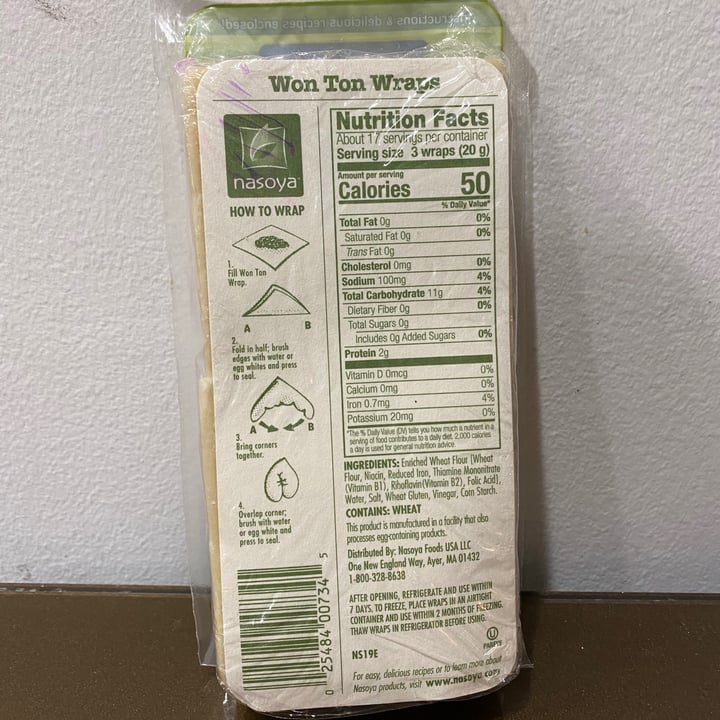 structions & delicious recipes enclosed!
Won Ton Wraps
nasoya
HOW TO WRAP
1.
Fill Won Ton
Wrap.
A B
2.
Fold in half; brush
edges with water or
egg whites and press
to seal.
A B
3.
Bring corners
together.
4.
Overlap corner;
brush with water
or egg white and
press to seal.
0 25484 00734 5
Nutrition Facts
About 17 servings per container
Serving size 3 wraps (20 g)
Amount per serving
Calories 50
% Daily Value*
Total Fat 0g 0%
Saturated Fat 0g 0%
Trans Fat 0g
Cholesterol 0mg 0%
Sodium 100mg 4%
Total Carbohydrate 11g 4%
Dietary Fiber 0g 0%
Total Sugars 0g
Includes 0g Added Sugars 0%
Protein 2g
Vitamin D 0mcg 0%
Calcium 0mg 0%
Iron 0.7mg 4%
Potassium 20mg 0%
*The % Daily Value (DV) tells you how much a nutrient in a
serving of food contributes to a daily diet. 2,000 calories
a day is used for general nutrition advice.
INGREDIENTS: Enriched Wheat Flour [Wheat
Flour, Niacin, Reduced Iron, Thiamine Mononitrate
(Vitamin B1), Riboflavin(Vitamin B2), Folic Acid],
Water, Salt, Wheat Gluten, Vinegar, Corn Starch.
CONTAINS: WHEAT
This product is manufactured in a facility that also
processes egg-containing products.
Distributed By: Nasoya Foods USA LLC
One New England Way, Ayer, MA 01432
1-800-328-8638
AFTER OPENING, REFRIGERATE AND USE WITHIN
7 DAYS. TO FREEZE, PLACE WRAPS IN AN AIRTIGHT
CONTAINER AND USE WITHIN 2 MONTHS OF FREEZING.
THAW WRAPS IN REFRIGERATOR BEFORE USING.
U
PAREVE
NS19E
For easy, delicious recipes or to learn more about
Nasoya products, visit www.nasoya.com